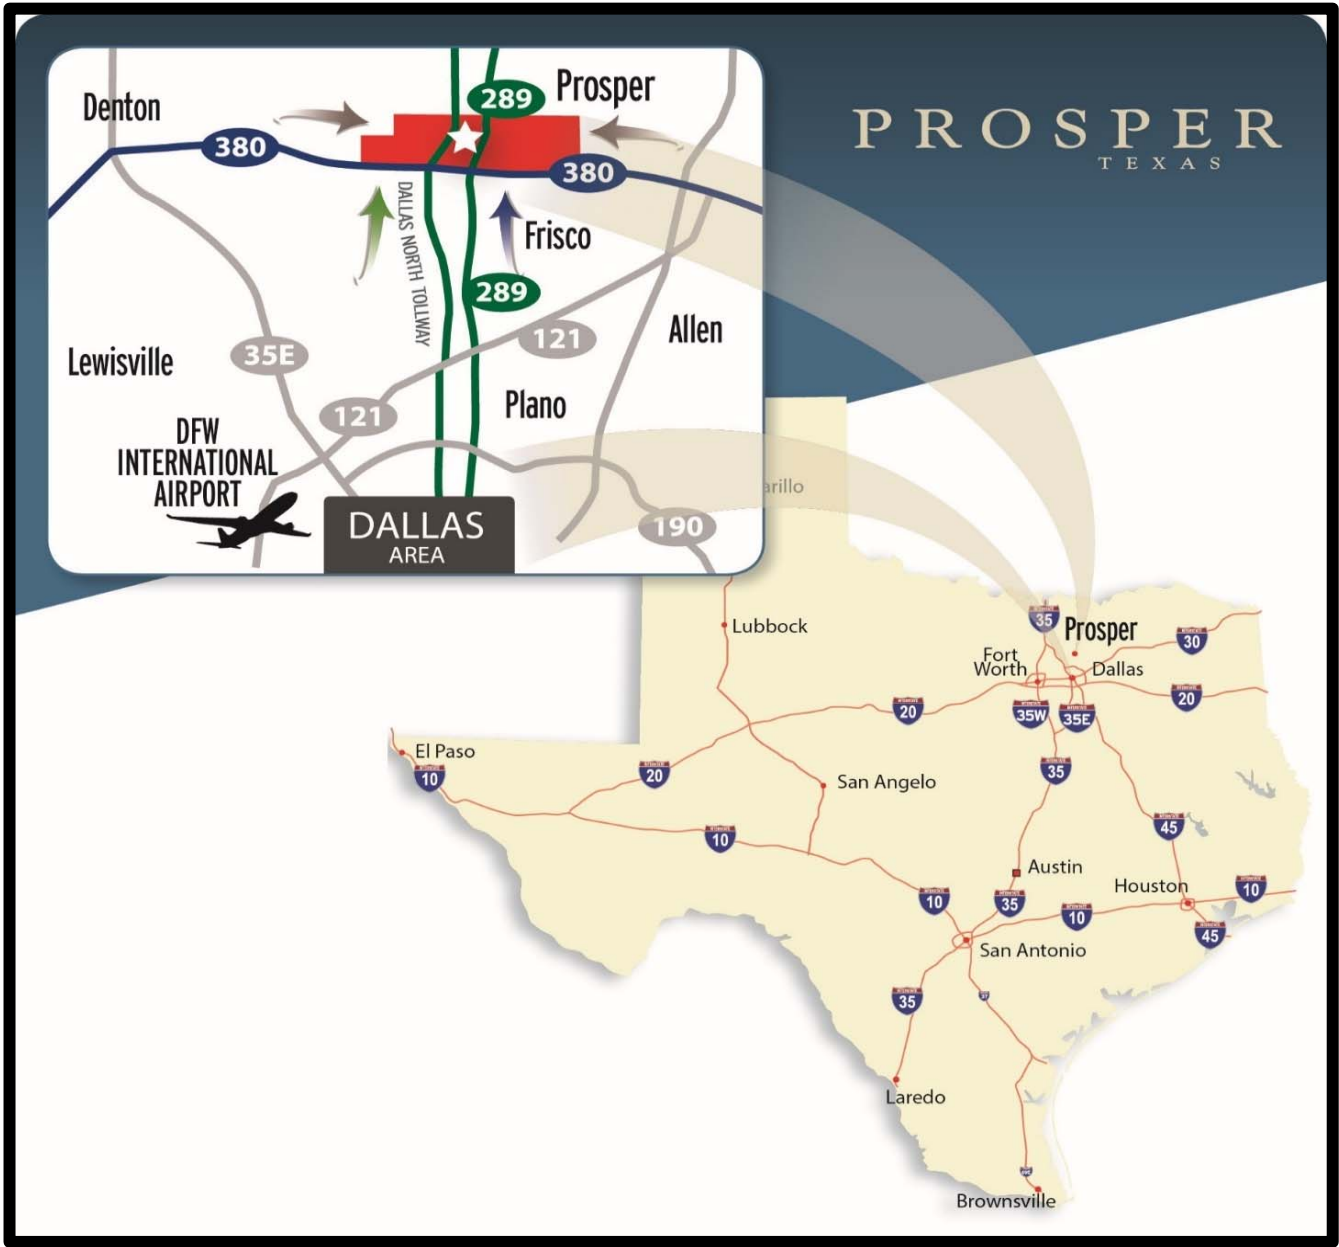 PROSPER
TEXAS
Denton
289
Prosper
380
380
DALLAS NORTH TOLLWAY
Frisco
289
121
Allen
Lewisville
35E
121
Plano
DFW
INTERNATIONAL
AIRPORT
DALLAS
AREA
190
arillo
Lubbock
35
Prosper
30
Fort
Worth
Dallas
20
20
35W
35E
El Paso
10
20
San Angelo
35
10
45
Austin
Houston
10
10
35
10
45
San Antonio
35
37
Laredo
Brownsville